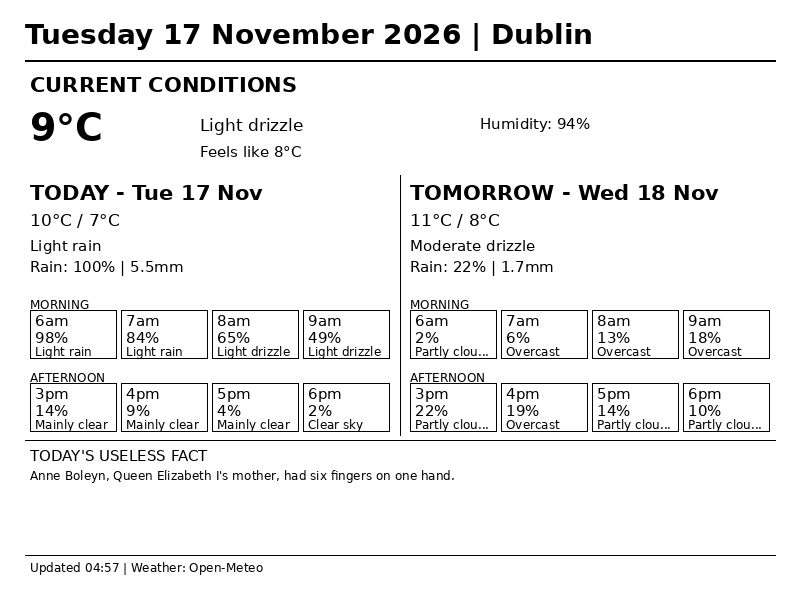 Tuesday 17 November 2026 | Dublin
CURRENT CONDITIONS
9°C
Light drizzle
Humidity: 94%
Feels like 8°C
TODAY - Tue 17 Nov
10°C / 7°C
Light rain
Rain: 100% | 5.5mm
MORNING
6am 7am 8am 9am
98% 84% 65% 49%
Light rain Light rain Light drizzle Light drizzle
AFTERNOON
3pm 4pm 5pm 6pm
14% 9% 4% 2%
Mainly clear Mainly clear Mainly clear Clear sky
TOMORROW - Wed 18 Nov
11°C / 8°C
Moderate drizzle
Rain: 22% | 1.7mm
MORNING
6am 7am 8am 9am
2% 6% 13% 18%
Partly clou... Overcast Overcast Overcast
AFTERNOON
3pm 4pm 5pm 6pm
22% 19% 14% 10%
Partly clou... Overcast Partly clou... Partly clou...
TODAY'S USELESS FACT
Anne Boleyn, Queen Elizabeth I's mother, had six fingers on one hand.
Updated 04:57 | Weather: Open-Meteo